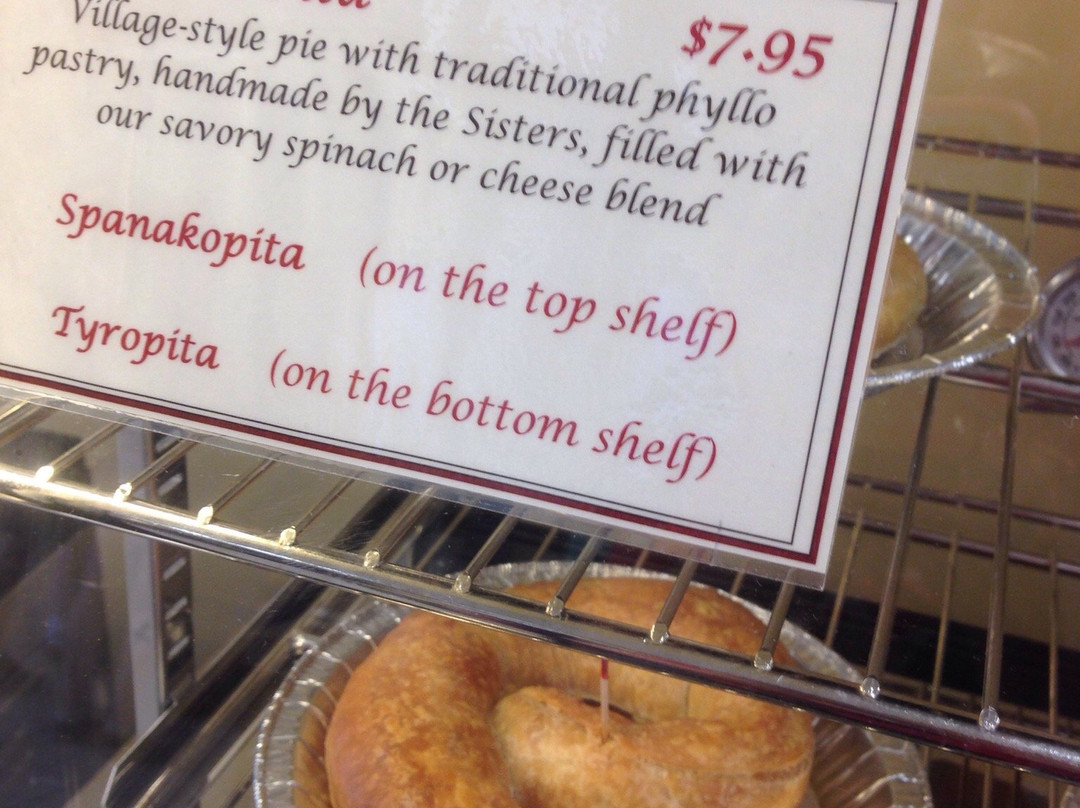 $7.95
Village-style pie with traditional phyllo
pastry, handmade by the Sisters, filled with
our savory spinach or cheese blend
Spanakopita (on the top shelf)
Tyropita (on the bottom shelf)